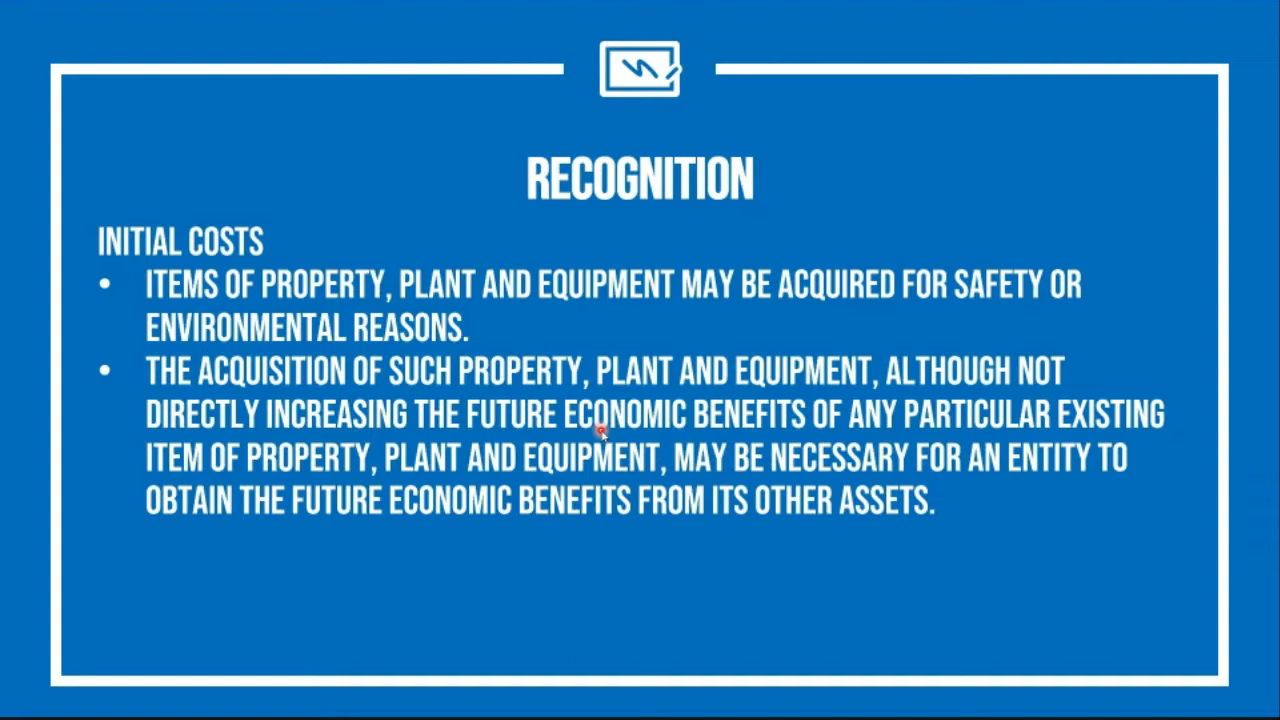 RECOGNITION
INITIAL COSTS
• ITEMS OF PROPERTY, PLANT AND EQUIPMENT MAY BE ACQUIRED FOR SAFETY OR
ENVIRONMENTAL REASONS.
• THE ACQUISITION OF SUCH PROPERTY, PLANT AND EQUIPMENT, ALTHOUGH NOT
DIRECTLY INCREASING THE FUTURE ECONOMIC BENEFITS OF ANY PARTICULAR EXISTING
ITEM OF PROPERTY, PLANT AND EQUIPMENT, MAY BE NECESSARY FOR AN ENTITY TO
OBTAIN THE FUTURE ECONOMIC BENEFITS FROM ITS OTHER ASSETS.